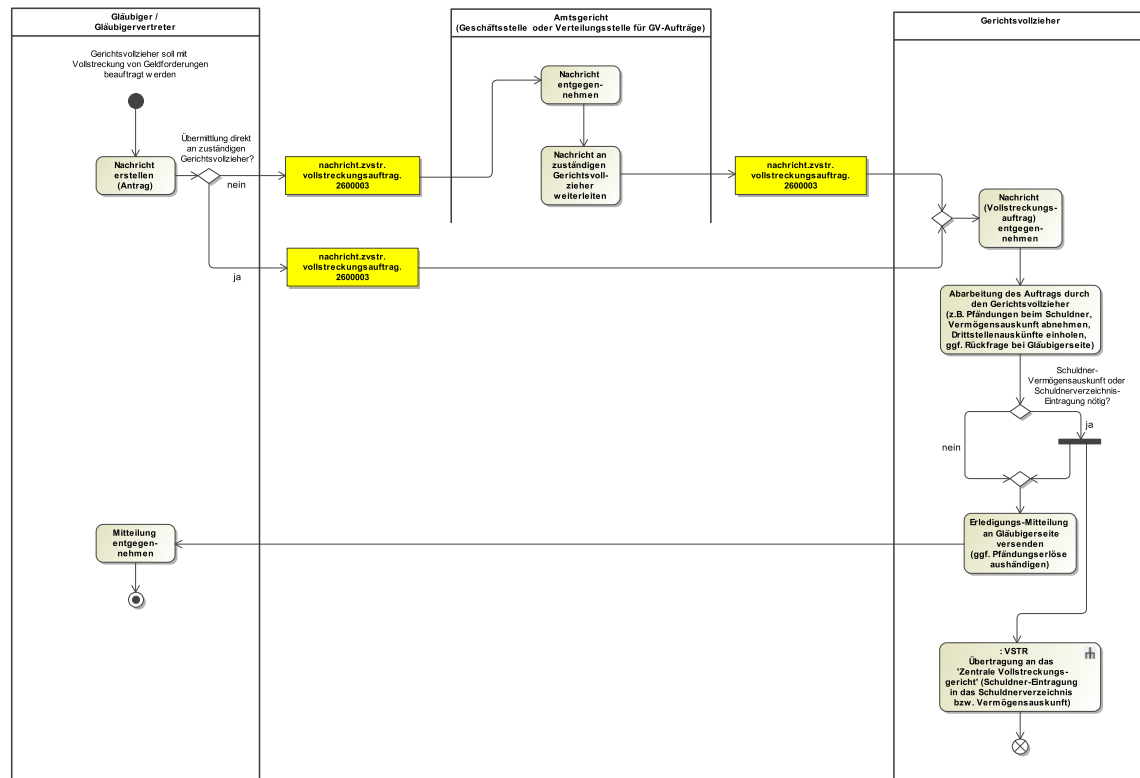 Gläubiger /
Gläubigervertreter
Amtsgericht
(Geschäftsstelle oder Verteilungsstelle für GV-Aufträge)
Gerichtsvollzieher
Gerichtsvollzieher soll mit
Vollstreckung von Geldforderungen
beauftragt werden
Nachricht
erstellen
(Antrag)
Übermittlung direkt
an zuständigen
Gerichtsvollzieher?
nein
ja
nachricht.zvstr.
vollstreckungsauftrag.
2600003
nachricht.zvstr.
vollstreckungsauftrag.
2600003
Nachricht
entgegen-
nehmen
Nachricht an
zuständigen
Gerichtsvoll-
zieher
weiterleiten
nachricht.zvstr.
vollstreckungsauftrag.
2600003
Nachricht
(Vollstreckungs-
auftrag)
entgegen-
nehmen
Abarbeitung des Auftrags durch
den Gerichtsvollzieher
(z.B. Pfändungen beim Schuldner,
Vermögensauskunft abnehmen,
Drittstellenauskünfte einholen,
ggf. Rückfrage bei Gläubigerseite)
Schuldner-
Vermögensauskunft oder
Schuldnerverzeichnis-
Eintragung nötig?
ja
nein
Erledigungs-Mitteilung
an Gläubigerseite
versenden
(ggf. Pfändungserlöse
aushändigen)
Mitteilung
entgegen-
nehmen
: VSTR
Übertragung an das
'Zentrale Vollstreckungs-
gericht' (Schuldner-Eintragung
in das Schuldnerverzeichnis
bzw. Vermögensauskunft)